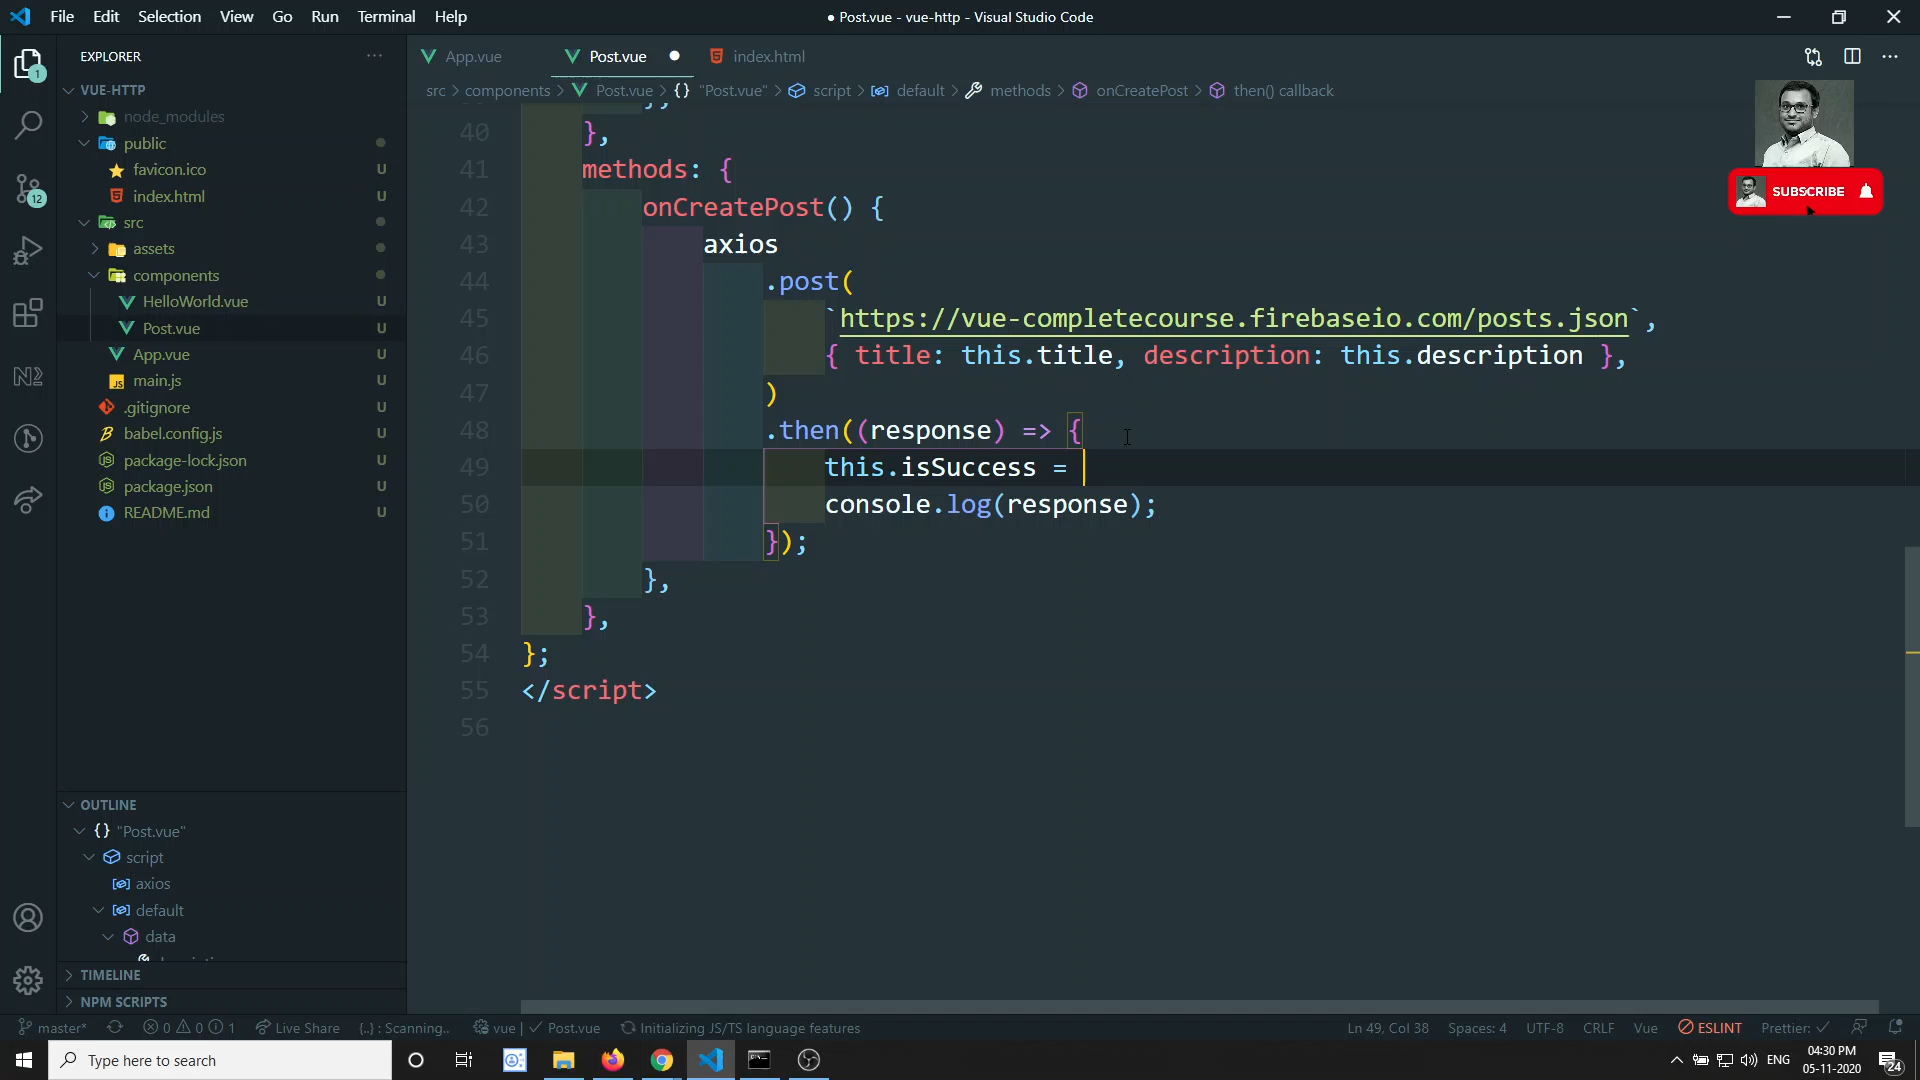 File Edit Selection View Go Run Terminal Help
● Post.vue - vue-http - Visual Studio Code
EXPLORER
App.vue
Post.vue
index.html
1
VUE-HTTP
src > components > Post.vue > {} "Post.vue" > script > default > methods > onCreatePost > then() callback
node_modules
public
favicon.ico U
index.html U
src
assets
components
HelloWorld.vue U
Post.vue U
App.vue U
main.js U
.gitignore U
babel.config.js U
package-lock.json U
package.json U
README.md U
12
40 },
41 methods: {
42 onCreatePost() {
43 axios
44 .post(
45 `https://vue-completecourse.firebaseio.com/posts.json`,
46 { title: this.title, description: this.description },
47 )
48 .then((response) => {
49 this.isSuccess =
50 console.log(response);
51 });
52 },
53 },
54 };
55 </script>
56
SUBSCRIBE
OUTLINE
{} "Post.vue"
script
axios
default
data
TIMELINE
NPM SCRIPTS
master* 0 0 1 Live Share {..} : Scanning.. vue | ✓ Post.vue Initializing JS/TS language features
Ln 49, Col 38 Spaces: 4 UTF-8 CRLF Vue ESLINT Prettier: ✓
Type here to search
ENG
04:30 PM
05-11-2020
24